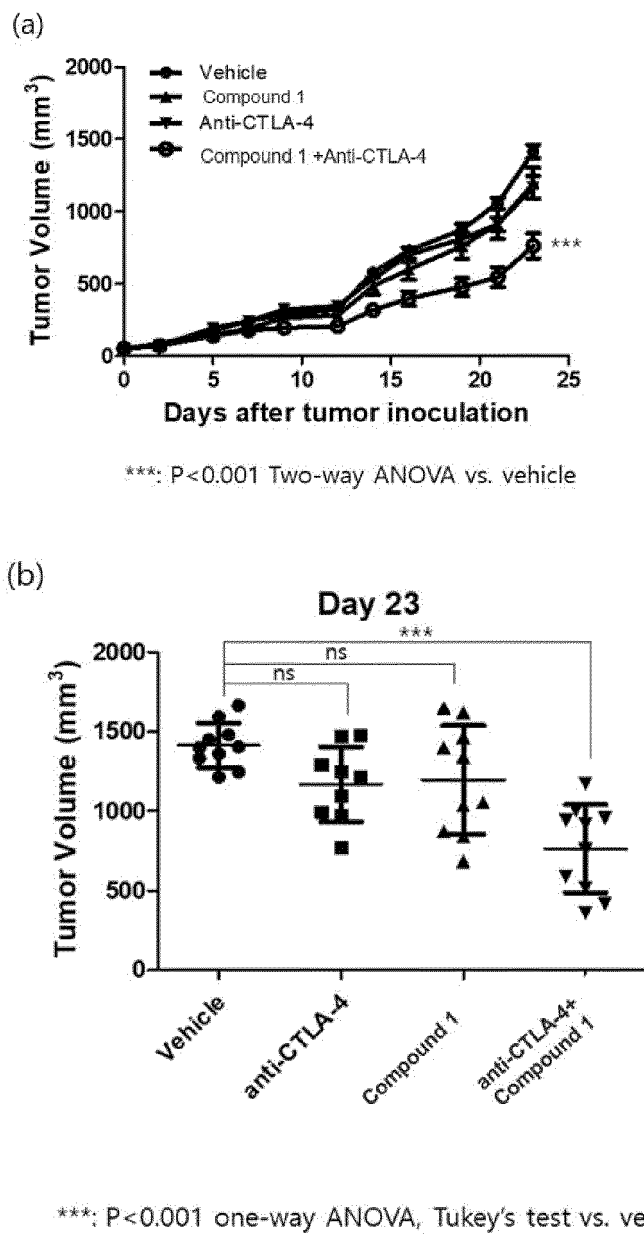 (a)
Tumor Volume (mm³)
2000
1500
1000
500
0
Vehicle
Compound 1
Anti-CTLA-4
Compound 1 +Anti-CTLA-4
***
0 5 10 15 20 25
Days after tumor inoculation
***: P<0.001 Two-way ANOVA vs. vehicle
(b)
Day 23
***
ns
ns
Tumor Volume (mm³)
2000
1500
1000
500
0
Vehicle
anti-CTLA-4
Compound 1
anti-CTLA-4+
Compound 1
***: P<0.001 one-way ANOVA, Tukey's test vs. ve